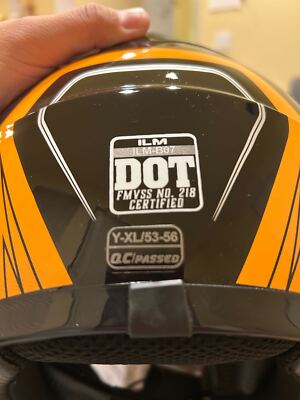 ILM
ILM-B07
DOT
FMVSS NO. 218
CERTIFIED
Y-XL/53-56
Q.C/PASSED